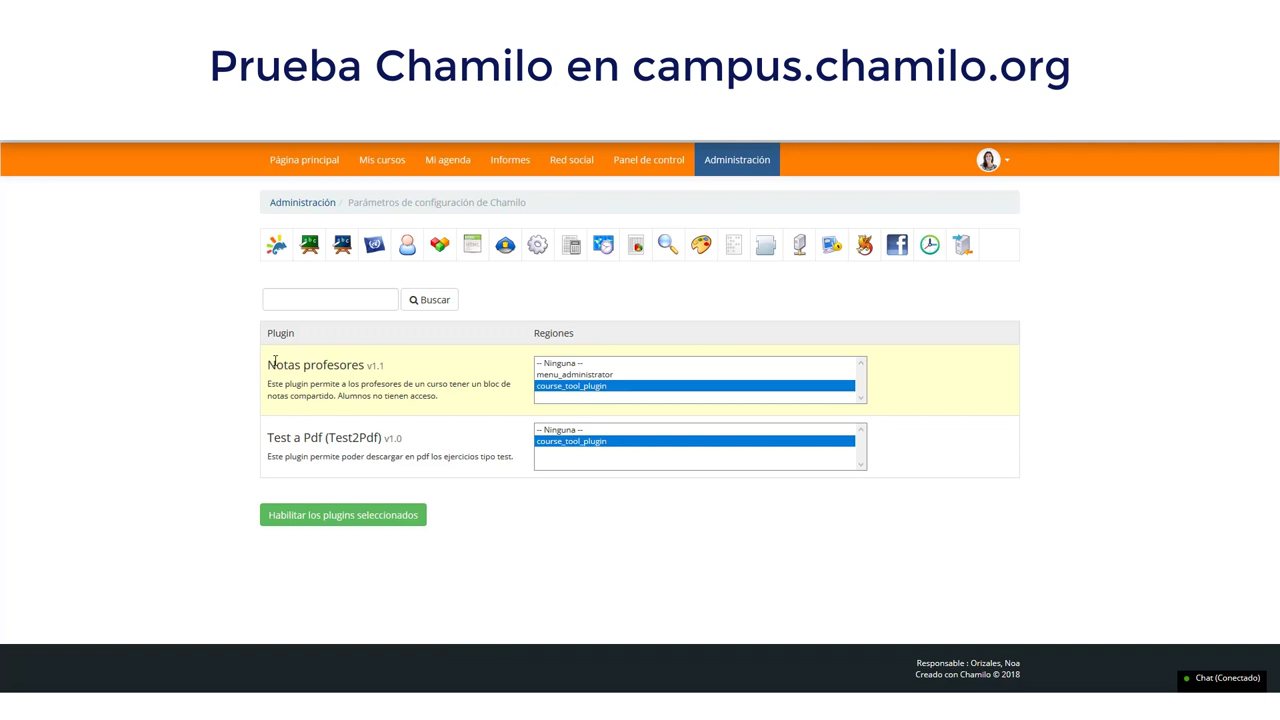 Prueba Chamilo en campus.chamilo.org
Página principal Mis cursos Mi agenda Informes Red social Panel de control Administración
Administración / Parámetros de configuración de Chamilo
Buscar
Plugin Regiones
Notas profesores v1.1
Este plugin permite a los profesores de un curso tener un bloc de
notas compartido. Alumnos no tienen acceso.
-- Ninguna --
menu_administrator
course_tool_plugin
Test a Pdf (Test2Pdf) v1.0
Este plugin permite poder descargar en pdf los ejercicios tipo test.
-- Ninguna --
course_tool_plugin
Habilitar los plugins seleccionados
Responsable : Orizales, Noa
Creado con Chamilo © 2018
Chat (Conectado)